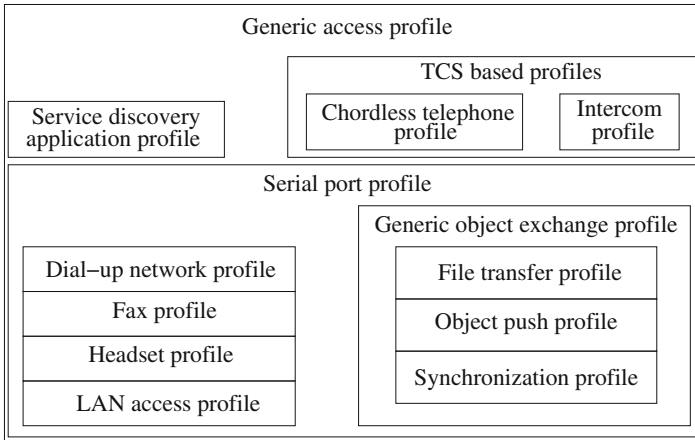 Generic access profile
TCS based profiles
Service discovery
application profile
Chordless telephone
profile
Intercom
profile
Serial port profile
Generic object exchange profile
Dial−up network profile
Fax profile
Headset profile
LAN access profile
File transfer profile
Object push profile
Synchronization profile